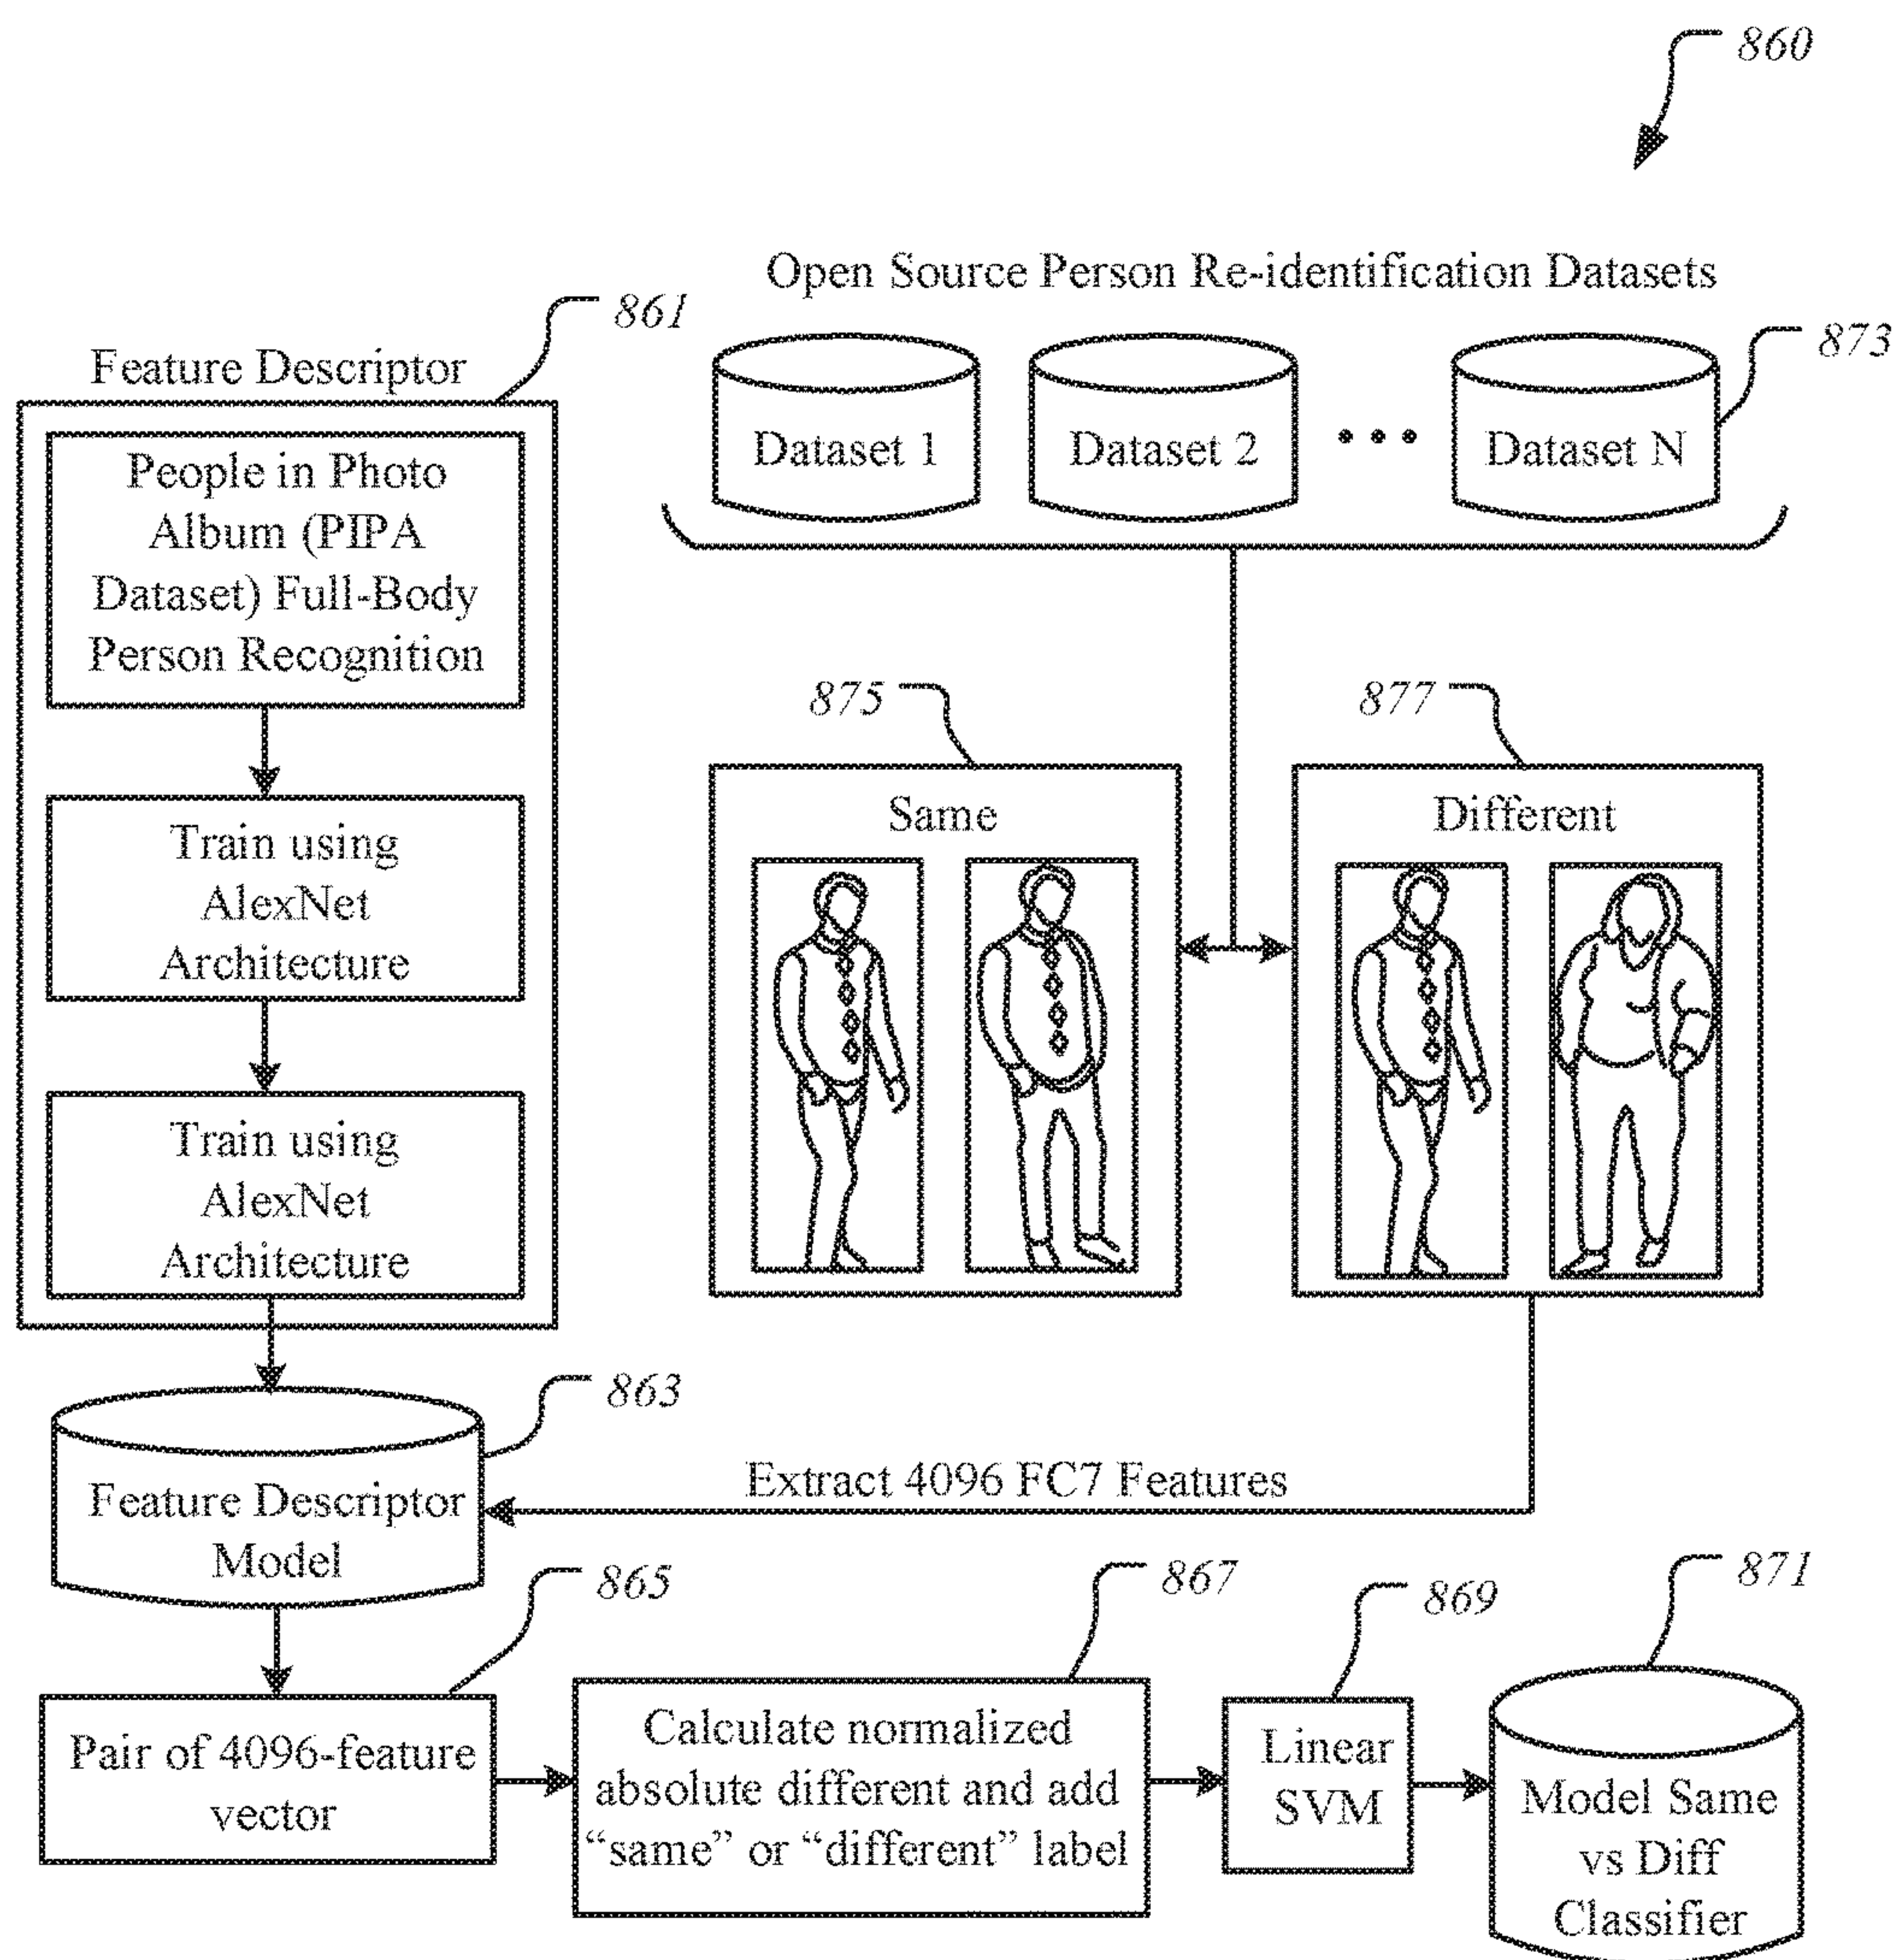 860
Open Source Person Re-identification Datasets
861
873
Feature Descriptor
Dataset 1
Dataset 2
Dataset N
People in Photo
Album (PIPA
Dataset) Full-Body
Person Recognition
875
877
Same
Different
Train using
AlexNet
Architecture
Train using
AlexNet
Architecture
863
Extract 4096 FC7 Features
Feature Descriptor
Model
865
867
869
871
Pair of 4096-feature
vector
Calculate normalized
absolute different and add
“same” or “different” label
Linear
SVM
Model Same
vs Diff
Classifier